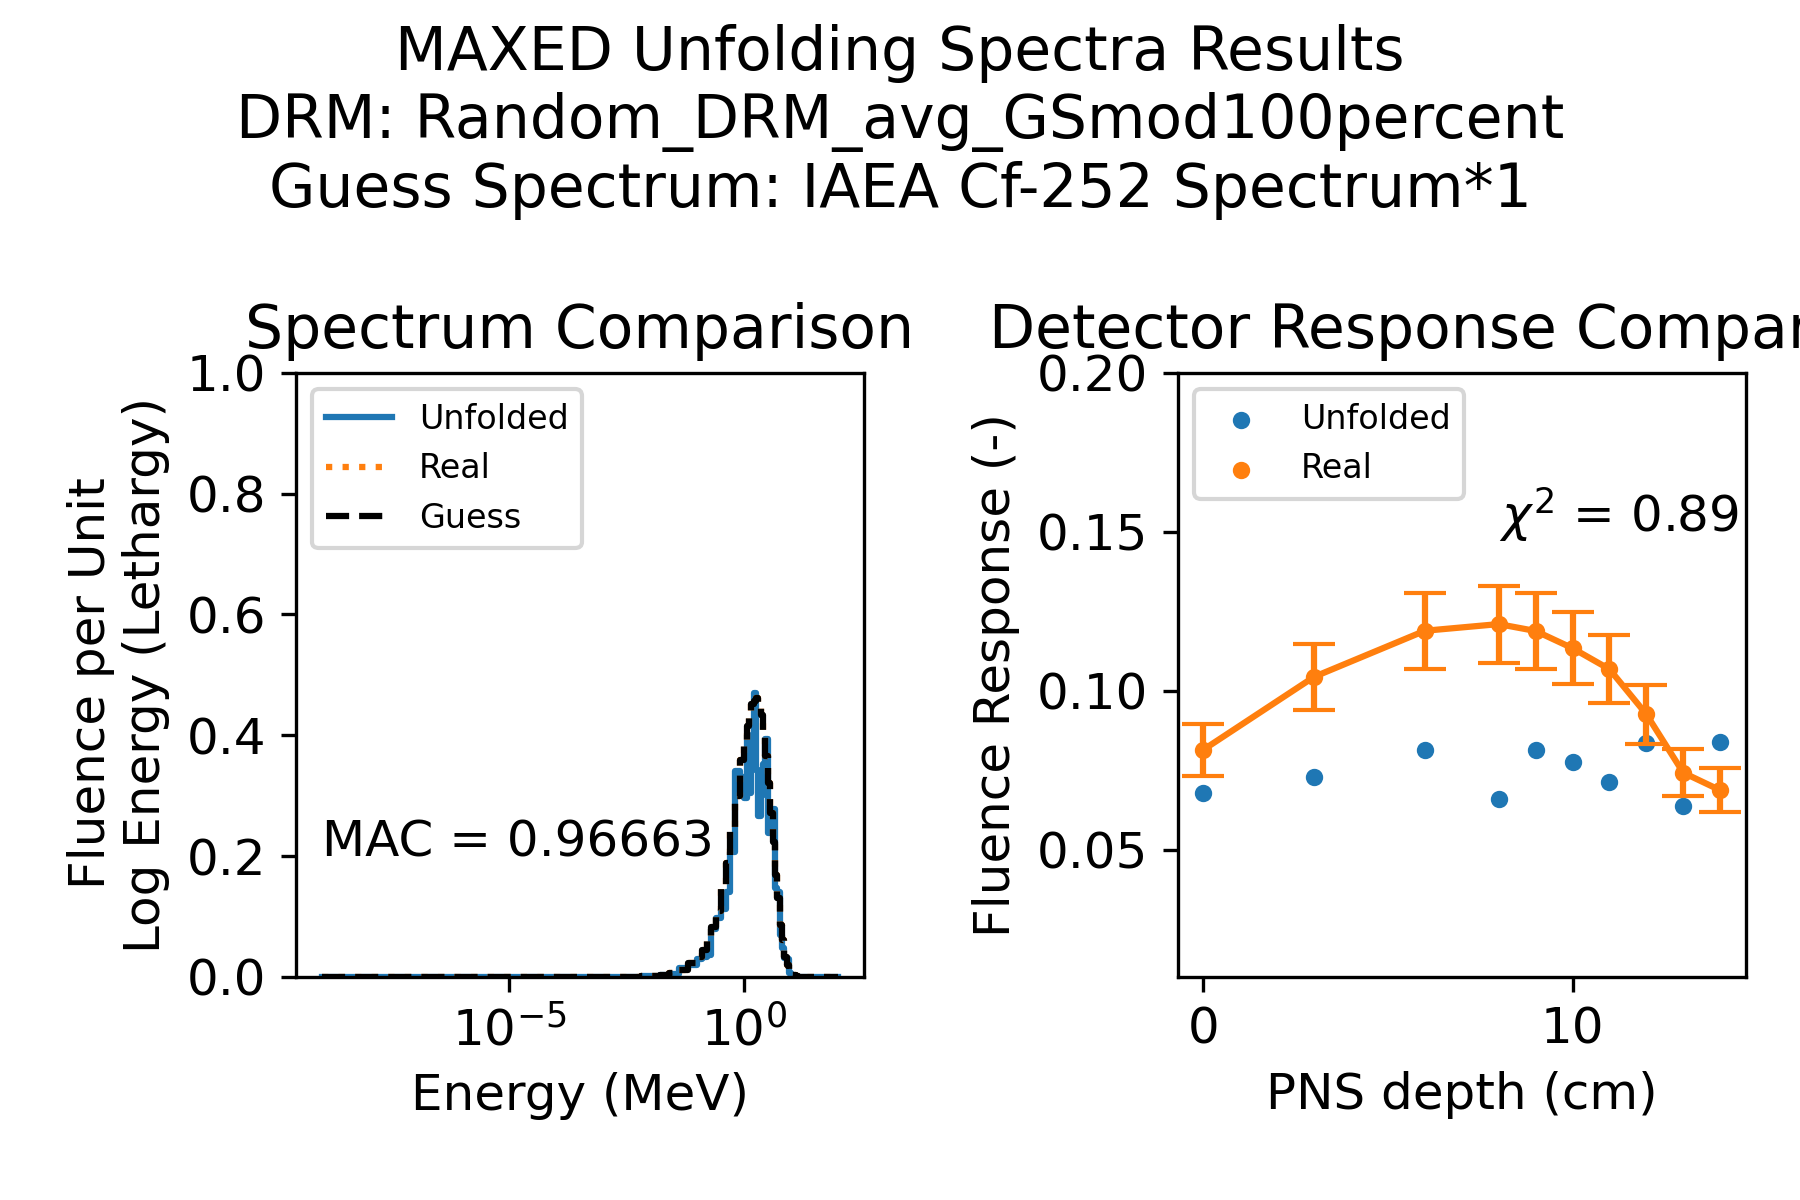 MAXED Unfolding Spectra Results
DRM: Random_DRM_avg_GSmod100percent
Guess Spectrum: IAEA Cf-252 Spectrum*1
Spectrum Comparison
1.0
0.8
0.6
0.4
0.2
0.0
Fluence per Unit
Log Energy (Lethargy)
Unfolded
Real
Guess
MAC = 0.96663
10⁻⁵
10⁰
Energy (MeV)
Detector Response Compar
0.20
0.15
0.10
0.05
Fluence Response (-)
Unfolded
Real
χ² = 0.89
0
10
PNS depth (cm)